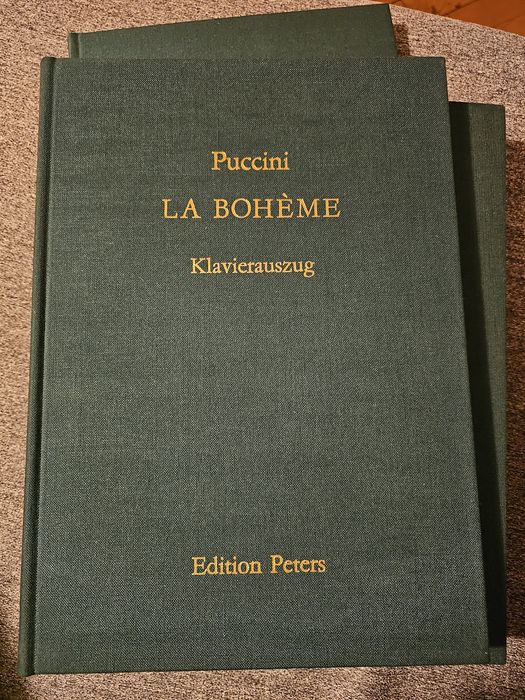 Puccini
LA BOHÈME
Klavierauszug
Edition Peters